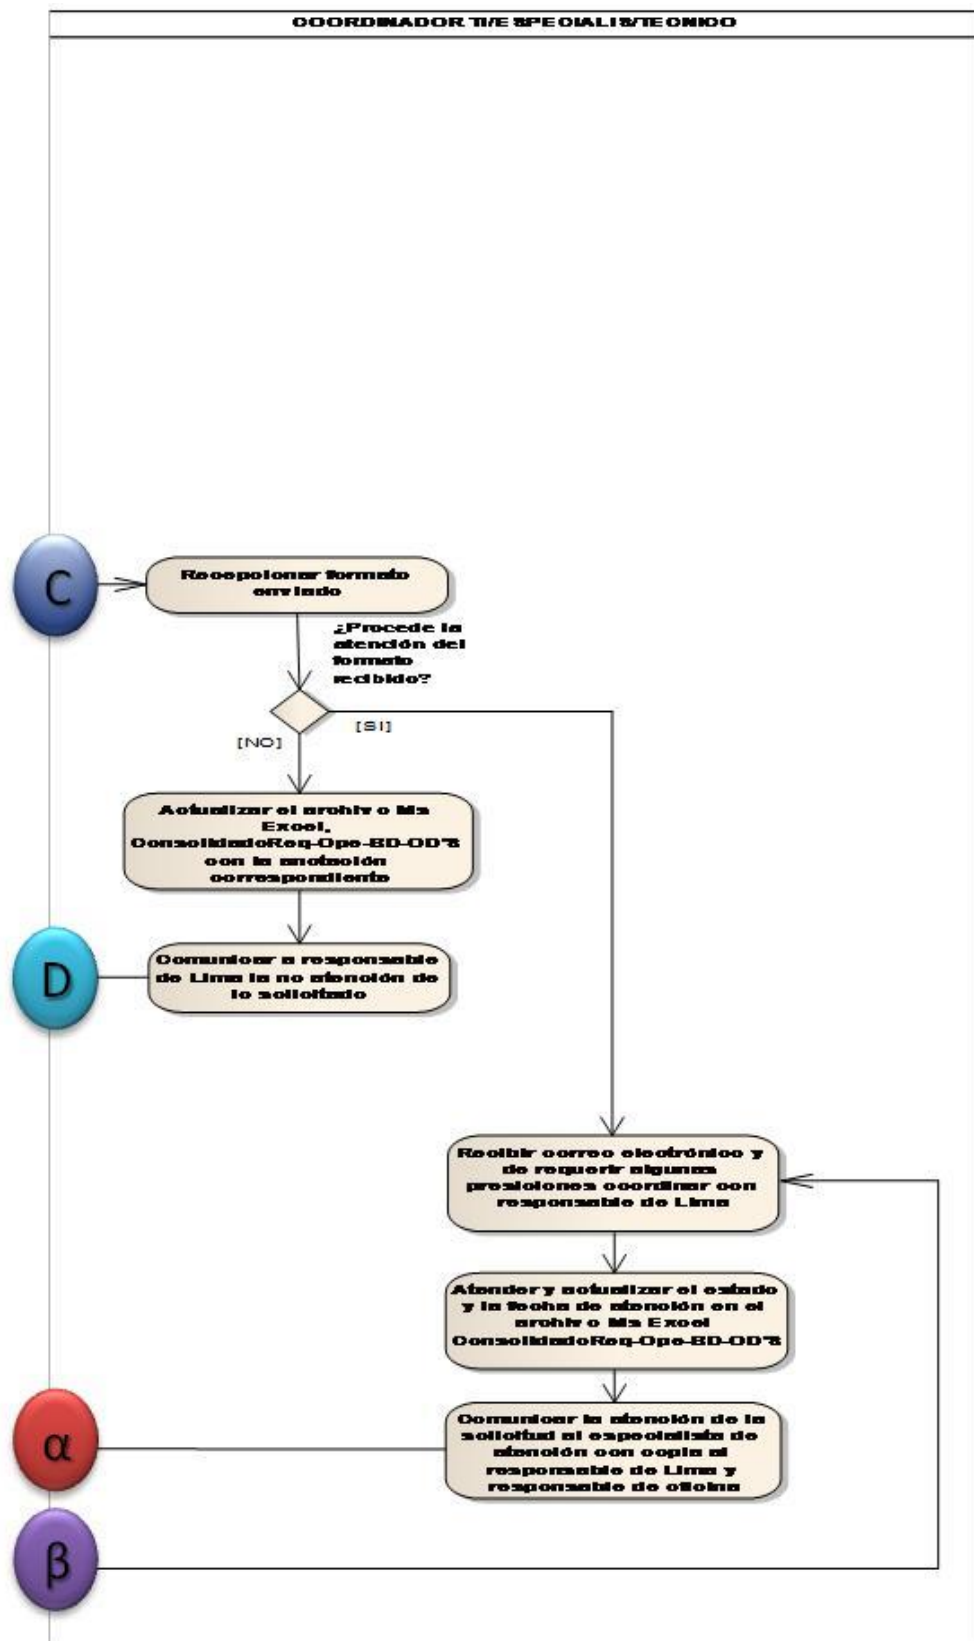 COORDINADOR TI/ESPECIALIS/TECNICO
C
Recepcionar formato
enviado
¿Procede la
atención del
formato
recibido?
[SI]
[NO]
Actualizar el archivo Ms
Excel,
ConsolidadoReq-Ope-BD-OD'S
con la anotación
correspondiente
D
Comunicar a responsable
de Lima la no atención de
lo solicitado
Recibir correo electrónico y
de requerir algunas
presiciones coordinar con
responsable de Lima
Atender y actualizar el estado
y la fecha de atención en el
archivo Ms Excel
ConsolidadoReq-Ope-BD-OD'S
α
Comunicar la atención de la
solicitud al especialista de
atención con copia al
responsable de Lima y
responsable de oficina
β